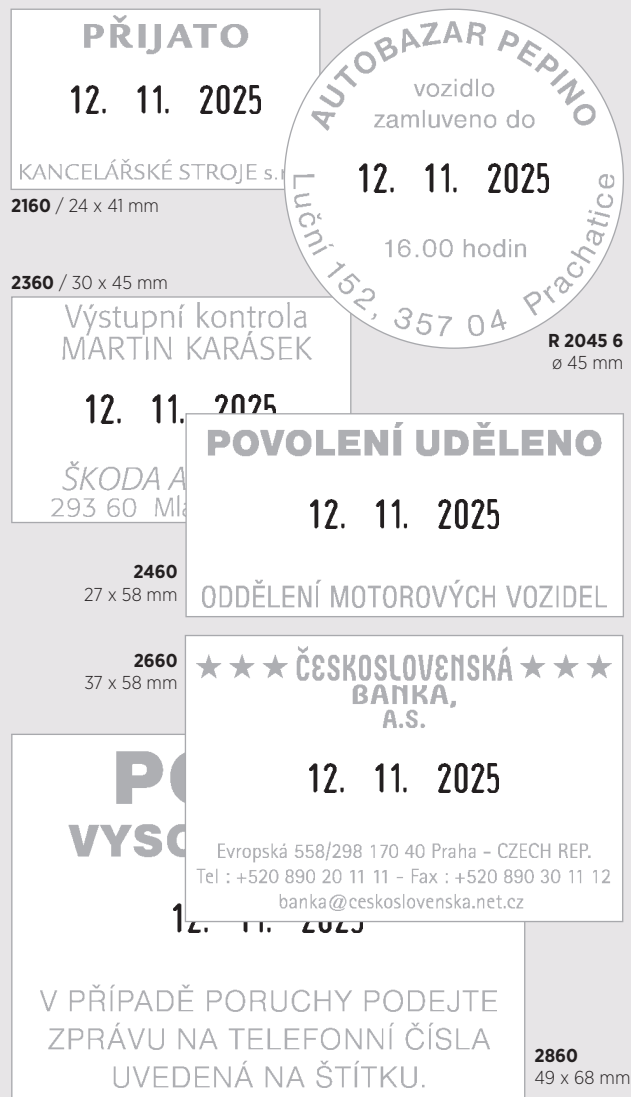 PŘIJATO
12. 11. 2025
KANCELÁŘSKÉ STROJE
2160 / 24 x 41 mm
AUTOBAZAR PEPINO
vozidlo
zamluveno do
12. 11. 2025
16.00 hodin
Luční 152, 357 04 Prachatice
R 2045 6
ø 45 mm
2360 / 30 x 45 mm
Výstupní kontrola
MARTIN KARÁSEK
12. 11. 2025
ŠKODA
293 60
POVOLENÍ UDĚLENO
12. 11. 2025
ODDĚLENÍ MOTOROVÝCH VOZIDEL
2460
27 x 58 mm
2660
37 x 58 mm
★ ★ ★ ČESKOSLOVENSKÁ ★ ★ ★
BANKA,
A.S.
12. 11. 2025
Evropská 558/298 170 40 Praha – CZECH REP.
Tel : +520 890 20 11 11 – Fax : +520 890 30 11 12
banka@ceskoslovenska.net.cz
12. 11. 2025
V PŘÍPADĚ PORUCHY PODEJTE
ZPRÁVU NA TELEFONNÍ ČÍSLA
UVEDENÁ NA ŠTÍTKU.
2860
49 x 68 mm